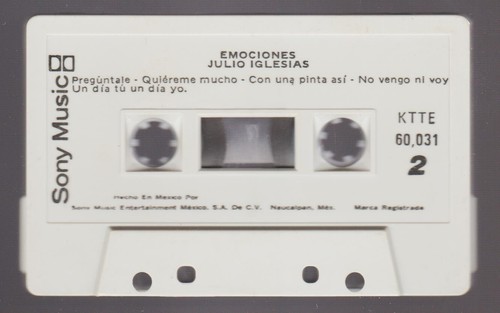 EMOCIONES
JULIO IGLESIAS
Pregúntale - Quiéreme mucho - Con una pinta así - No vengo ni voy
Un día tú un día yo.
Sony Music
KTTE
60,031
2
Hecho En Mexico Por
Sony Music Entertainment México, S.A. De C.V. Naucalpan, Méx. Marca Registrada